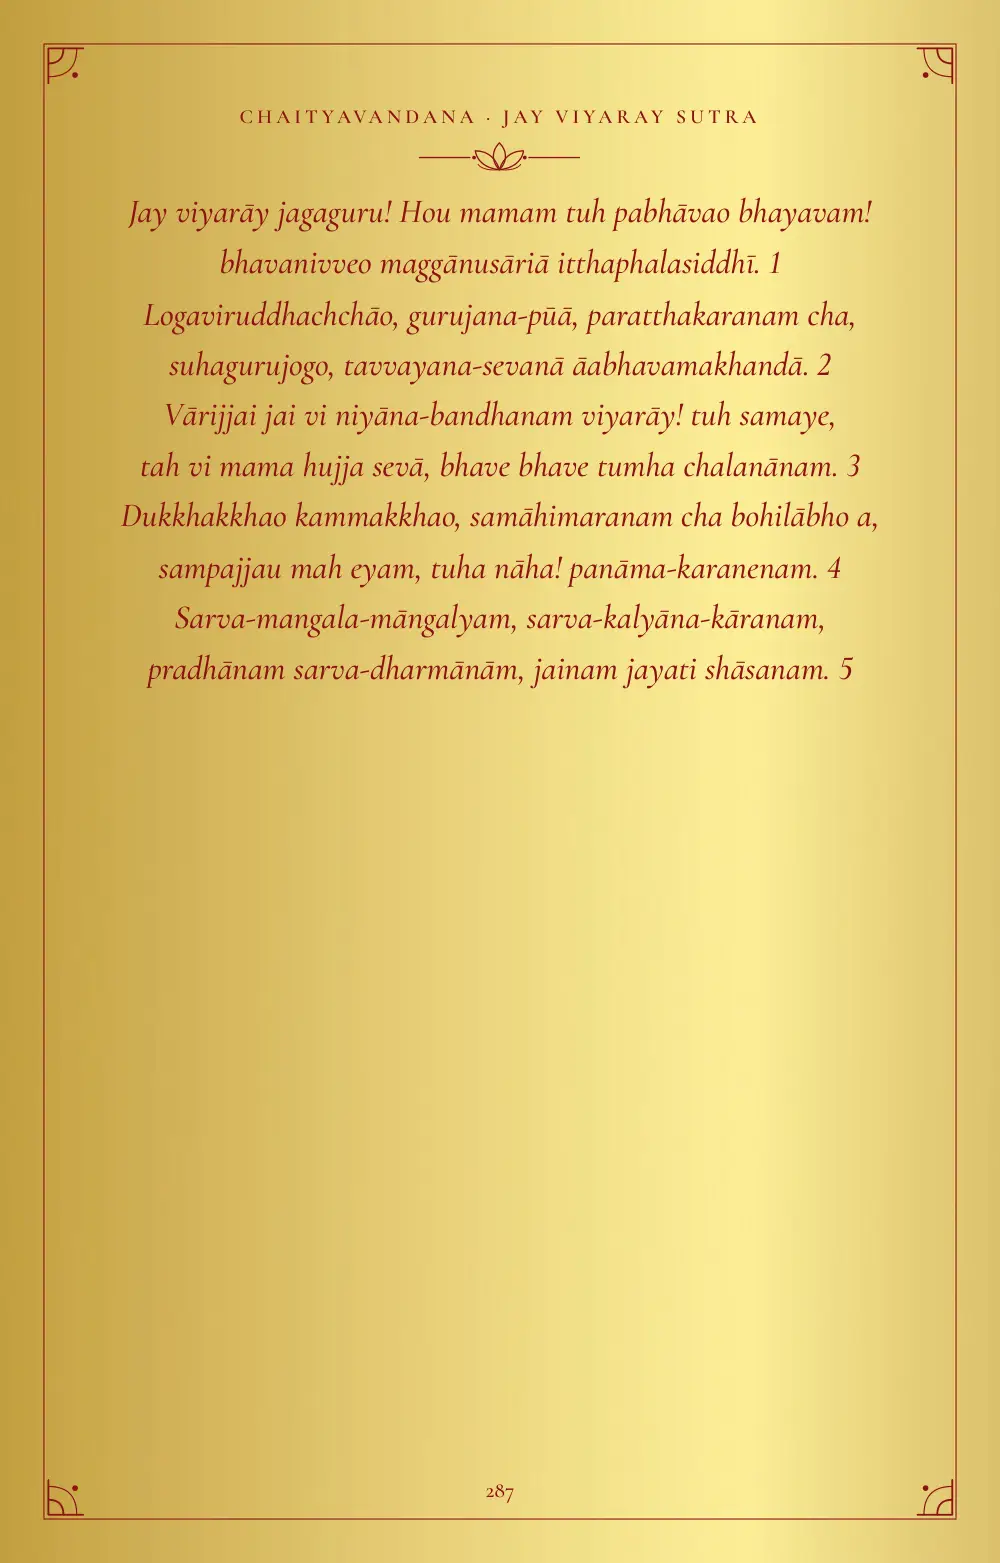 CHAITYAVANDANA · JAY VIYARAY SUTRA
Jay viyarāy jagaguru! Hou mamam tuh pabhāvao bhayavam!
bhavanivveo maggānusāriā itthaphalasiddhī. 1
Logaviruddhachchāo, gurujana-pūā, paratthakaranam cha,
suhagurujogo, tavvayana-sevanā āabhavamakhandā. 2
Vārijjai jai vi niyāna-bandhanam viyarāy! tuh samaye,
tah vi mama hujja sevā, bhave bhave tumha chalanānam. 3
Dukkhakkhao kammakkhao, samāhimaranam cha bohilābho a,
sampajjau mah eyam, tuha nāha! panāma-karanenam. 4
Sarva-mangala-māngalyam, sarva-kalyāna-kāranam,
pradhānam sarva-dharmānām, jainam jayati shāsanam. 5
287